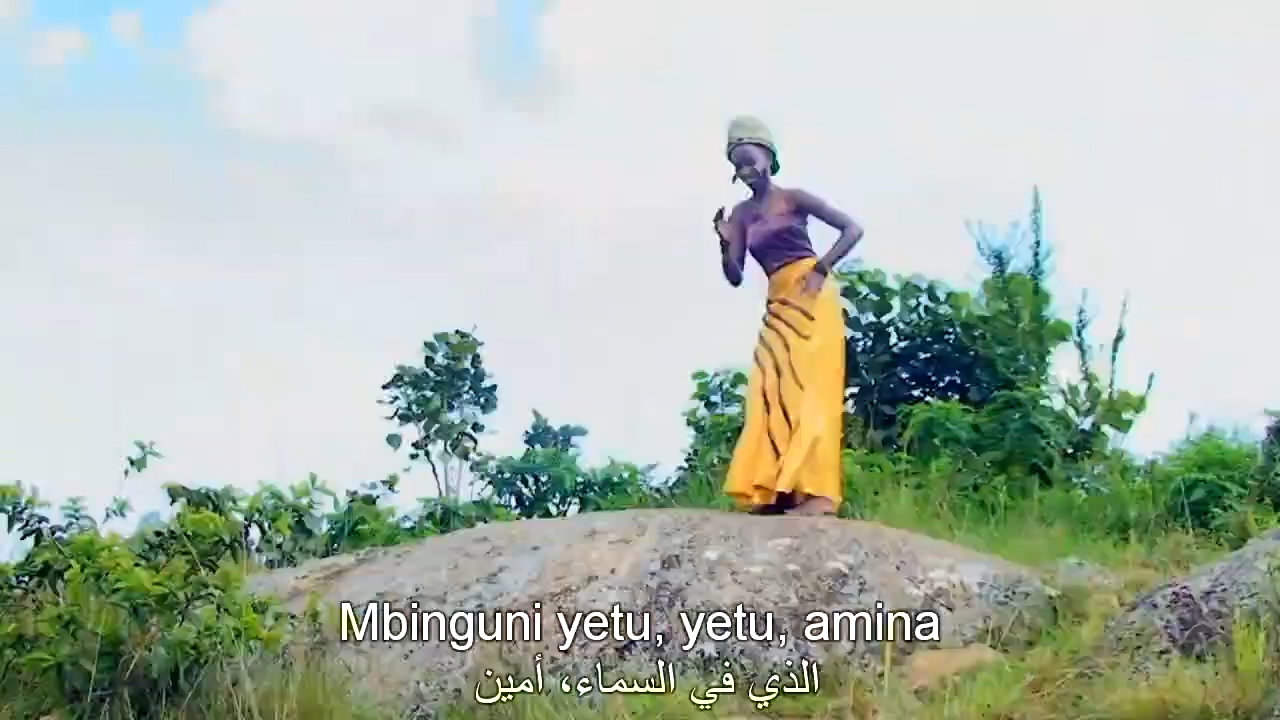 Mbinguni yetu, yetu, amina
الذي في السماء، أمين